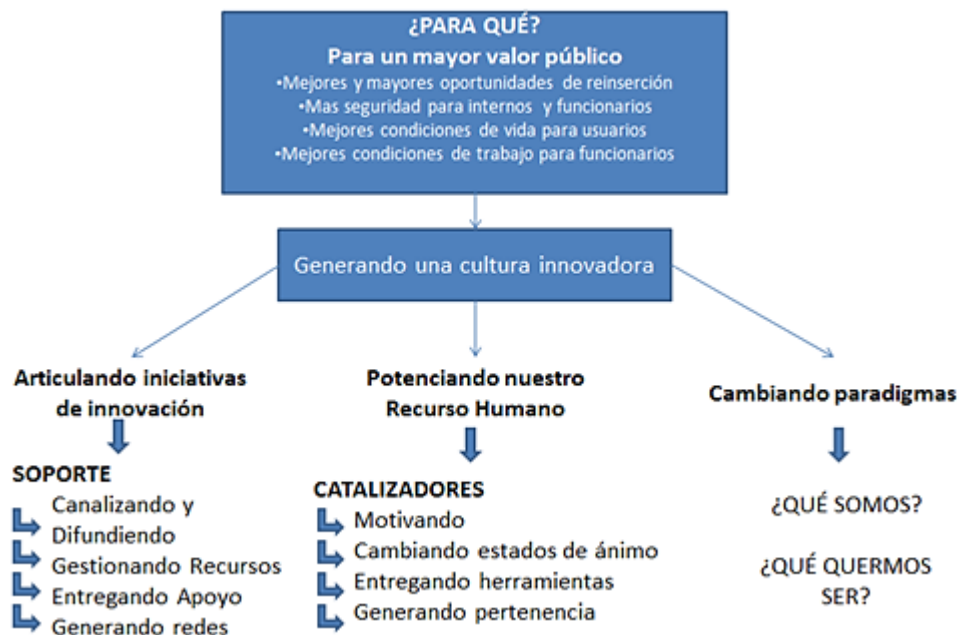 ¿PARA QUÉ?
Para un mayor valor público
•Mejores y mayores oportunidades de reinserción
•Mas seguridad para internos y funcionarios
•Mejores condiciones de vida para usuarios
•Mejores condiciones de trabajo para funcionarios
Generando una cultura innovadora
Articulando iniciativas
de innovación
SOPORTE
Canalizando y
Difundiendo
Gestionando Recursos
Entregando Apoyo
Generando redes
Potenciando nuestro
Recurso Humano
CATALIZADORES
Motivando
Cambiando estados de ánimo
Entregando herramientas
Generando pertenencia
Cambiando paradigmas
¿QUÉ SOMOS?
¿QUÉ QUERMOS
SER?